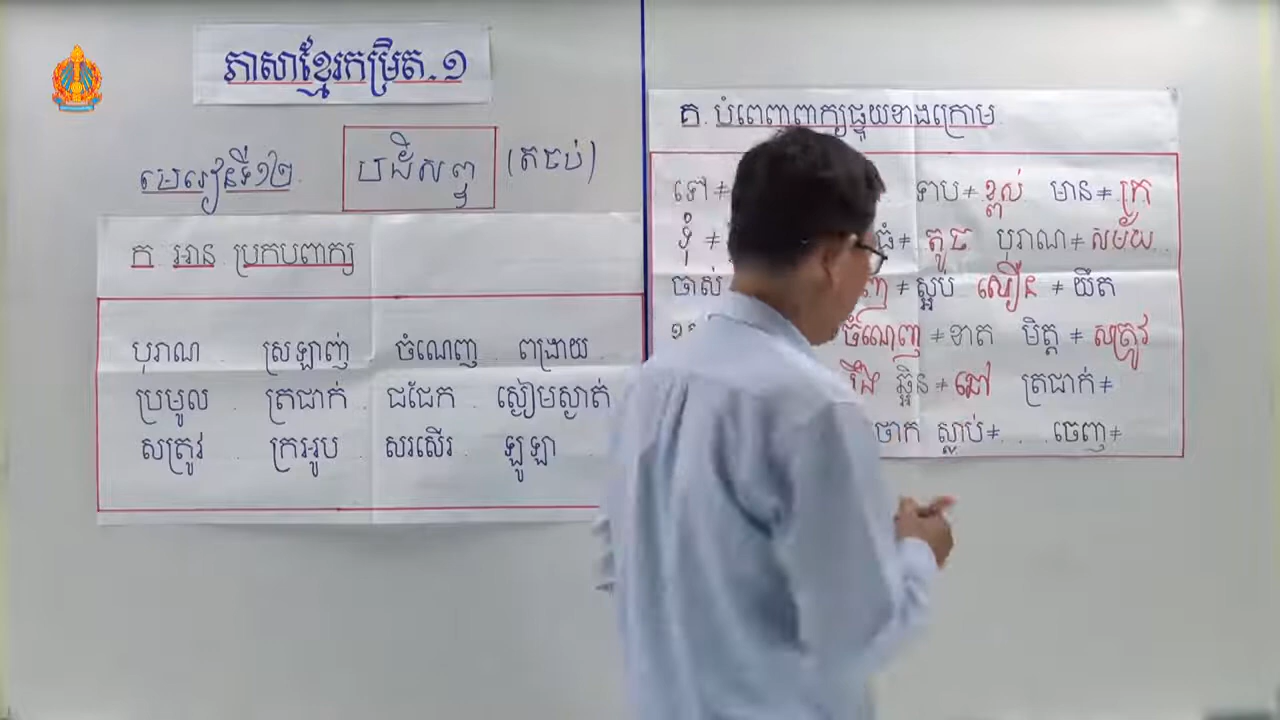 ភាសាខ្មែរកម្រិត.១
មេរៀនទី១២
បដិសព្ទ
(តចប់)
ក. អាន ប្រកបពាក្យ
បុរាណ ស្រឡាញ់ ចំណេញ ពង្រាយ
ប្រមូល ត្រជាក់ ជជែក ស្ងៀមស្ងាត់
សត្រូវ ក្រអូប សរសើរ ឡូឡា
គ. បំពេញពាក្យផ្ទុយខាងក្រោម
ទៅ≠ ទាប≠ ខ្ពស់ មាន≠ ក្រ
ទុំ ≠ ធំ≠ តូច បុរាណ≠ សម័យ
ចាស់ ≠ស្អប់ លឿន ≠ យឺត
ចំណេញ ≠ខាត មិត្ត ≠ សត្រូវ
រឹង ឆ្អិន≠ ឆៅ ត្រជាក់≠
ចាក ស្លាប់≠ ចេញ≠